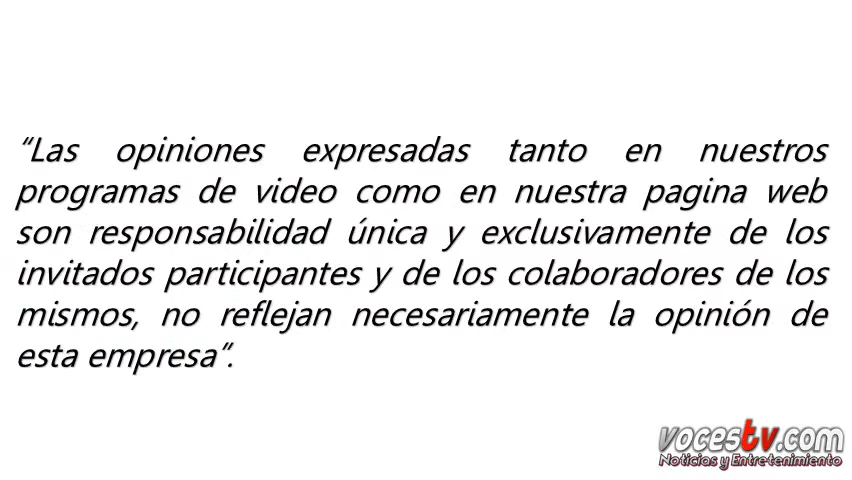 “Las opiniones expresadas tanto en nuestros
programas de video como en nuestra pagina web
son responsabilidad única y exclusivamente de los
invitados participantes y de los colaboradores de los
mismos, no reflejan necesariamente la opinión de
esta empresa“.
vocestv.com
Noticias y Entretenimiento